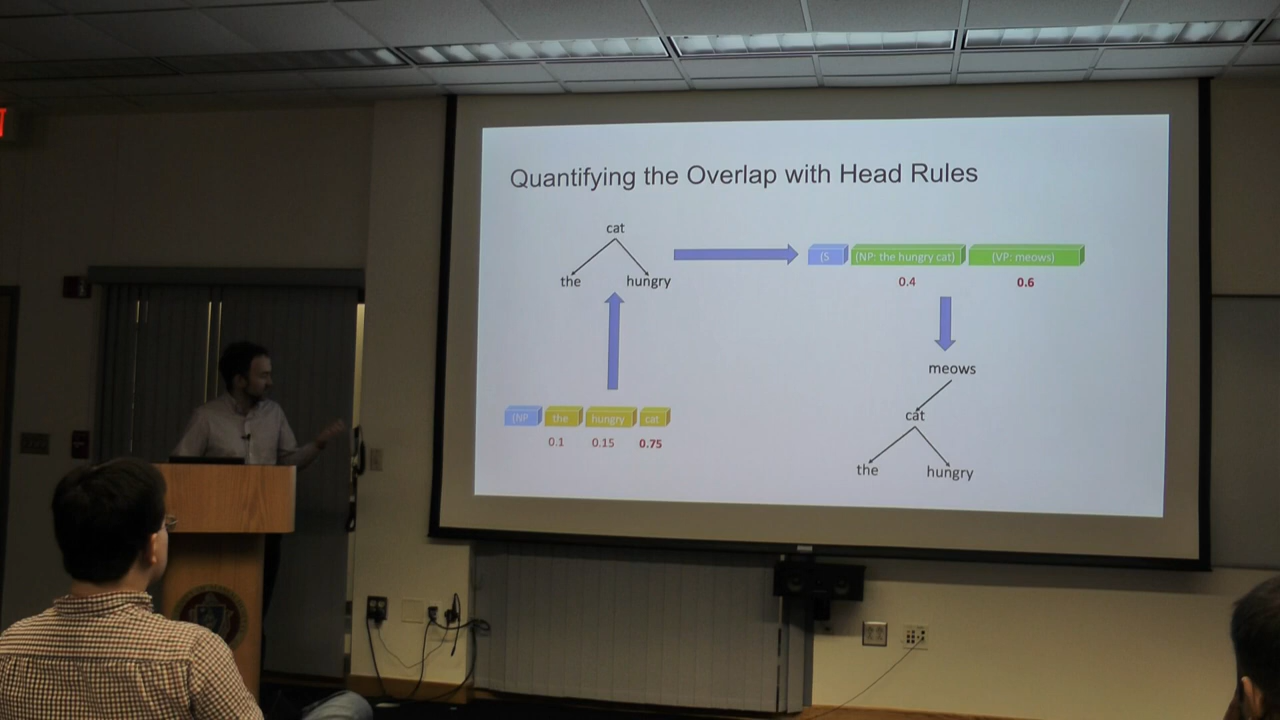 Quantifying the Overlap with Head Rules
cat
the hungry
(S (NP: the hungry cat) (VP: meows)
0.4 0.6
meows
cat
the hungry
(NP the hungry cat
0.1 0.15 0.75